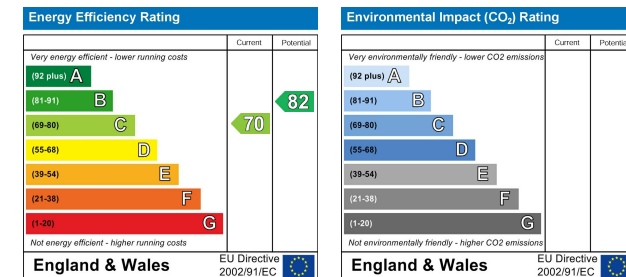 Energy Efficiency Rating
Current Potential
Very energy efficient - lower running costs
(92 plus) A
(81-91) B
82
(69-80) C
70
(55-68) D
(39-54) E
(21-38) F
(1-20) G
Not energy efficient - higher running costs
England & Wales
EU Directive
2002/91/EC
Environmental Impact (CO₂) Rating
Current Potential
Very environmentally friendly - lower CO2 emissions
(92 plus) A
(81-91) B
(69-80) C
(55-68) D
(39-54) E
(21-38) F
(1-20) G
Not environmentally friendly - higher CO2 emissions
England & Wales
EU Directive
2002/91/EC